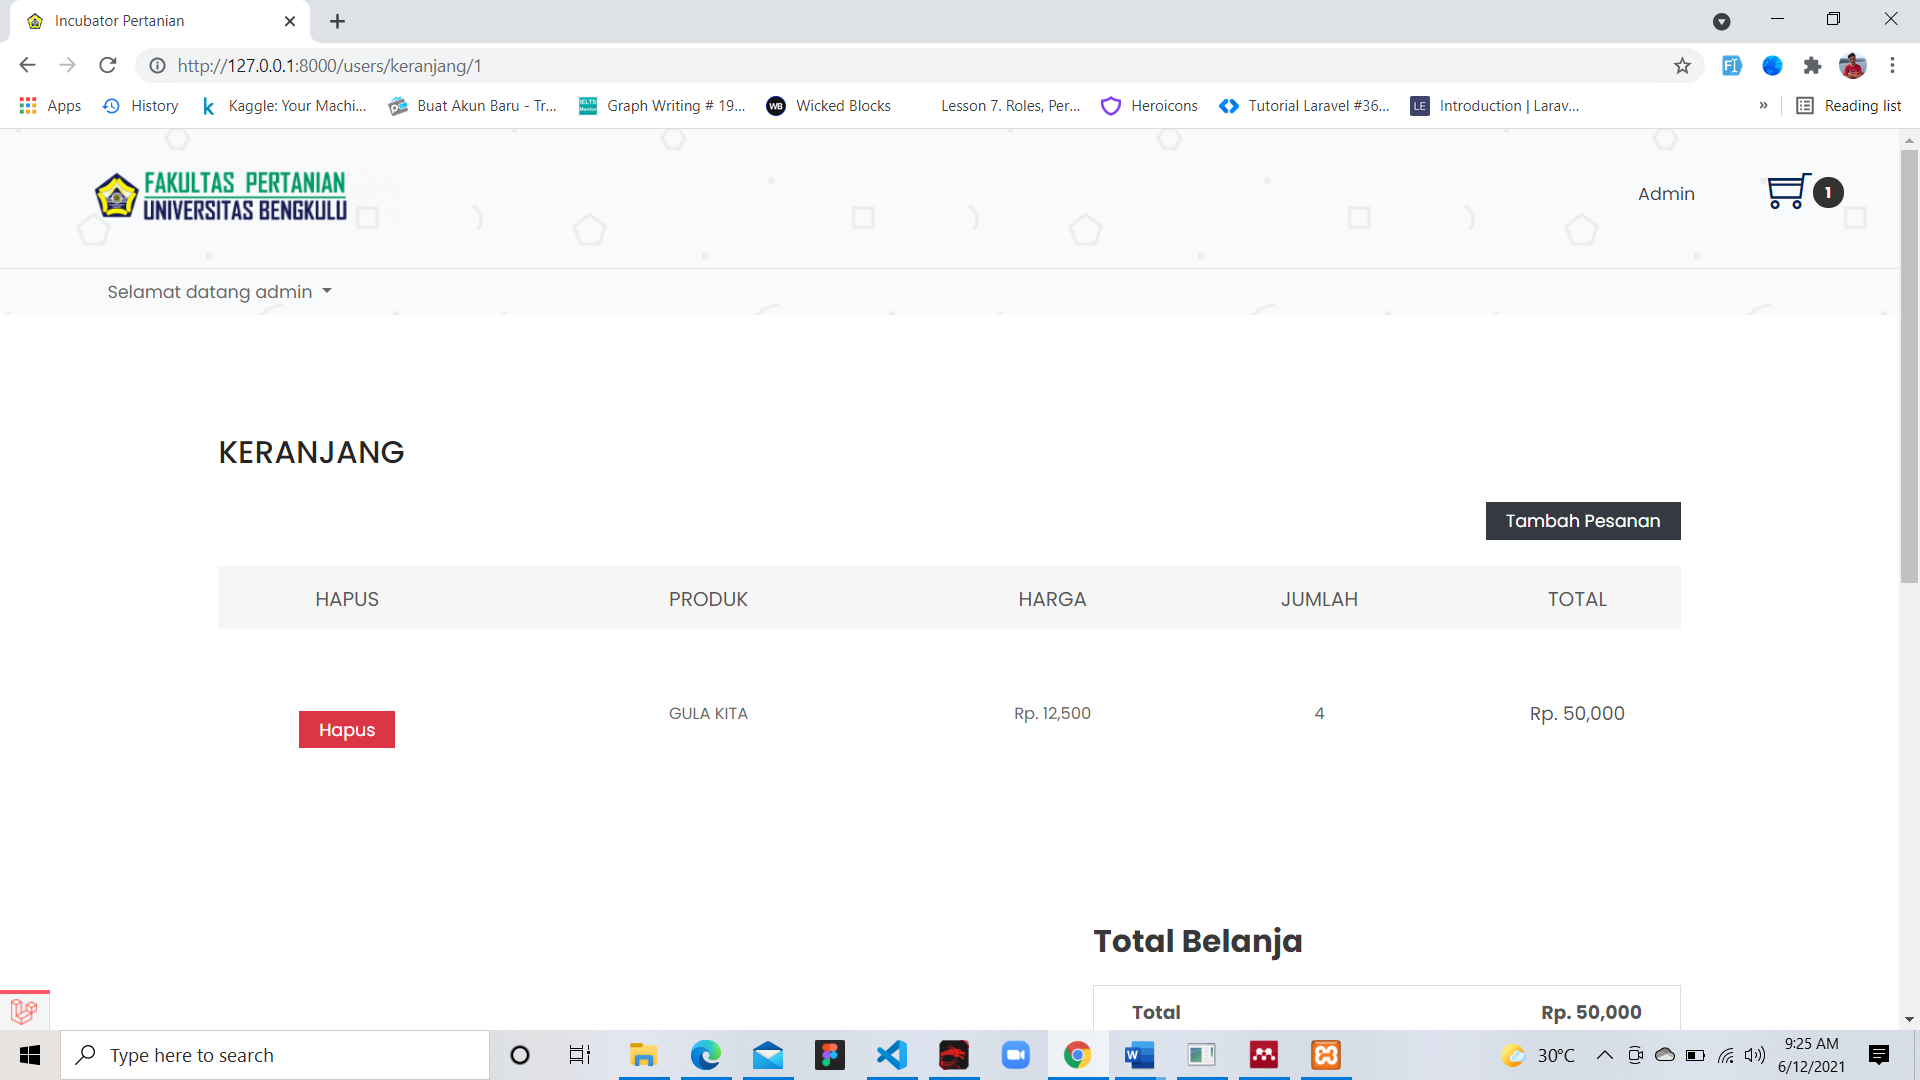 Incubator Pertanian
http://127.0.0.1:8000/users/keranjang/1
Apps
History
Kaggle: Your Machi...
Buat Akun Baru - Tr...
Graph Writing # 19...
WB
Wicked Blocks
Lesson 7. Roles, Per...
Heroicons
Tutorial Laravel #36...
LE
Introduction | Larav...
»
Reading list
FAKULTAS PERTANIAN
UNIVERSITAS BENGKULU
Admin
1
Selamat datang admin
KERANJANG
Tambah Pesanan
HAPUS PRODUK HARGA JUMLAH TOTAL
Hapus GULA KITA Rp. 12,500 4 Rp. 50,000
Total Belanja
Total Rp. 50,000
Type here to search
30°C
9:25 AM
6/12/2021